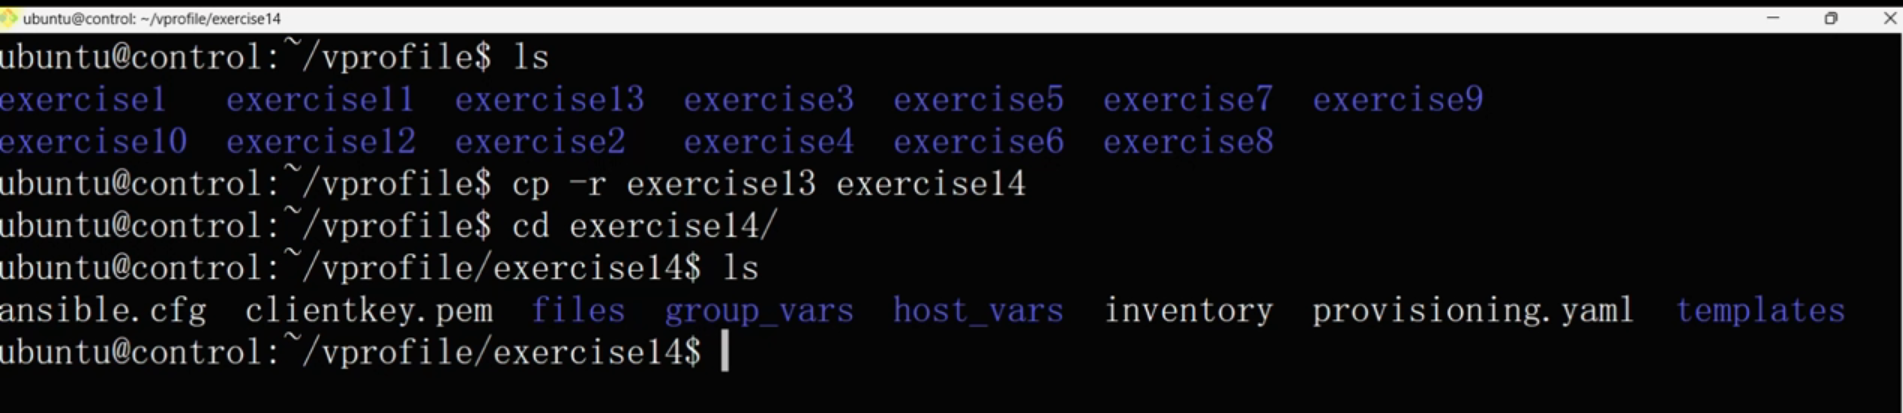 ubuntu@control: ~/vprofile/exercise14
ubuntu@control:~/vprofile$ ls
exercise1 exercise11 exercise13 exercise3 exercise5 exercise7 exercise9
exercise10 exercise12 exercise2 exercise4 exercise6 exercise8
ubuntu@control:~/vprofile$ cp -r exercise13 exercise14
ubuntu@control:~/vprofile$ cd exercise14/
ubuntu@control:~/vprofile/exercise14$ ls
ansible.cfg clientkey.pem files group_vars host_vars inventory provisioning.yaml templates
ubuntu@control:~/vprofile/exercise14$